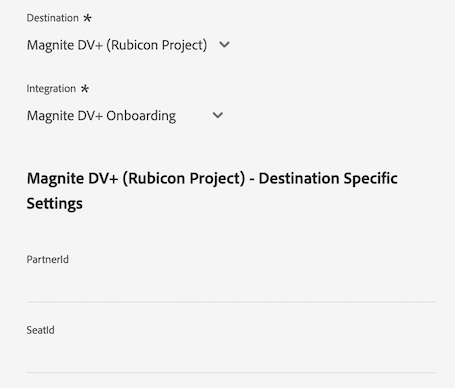 Destination *
Magnite DV+ (Rubicon Project)
Integration *
Magnite DV+ Onboarding
Magnite DV+ (Rubicon Project) - Destination Specific
Settings
PartnerId
SeatId